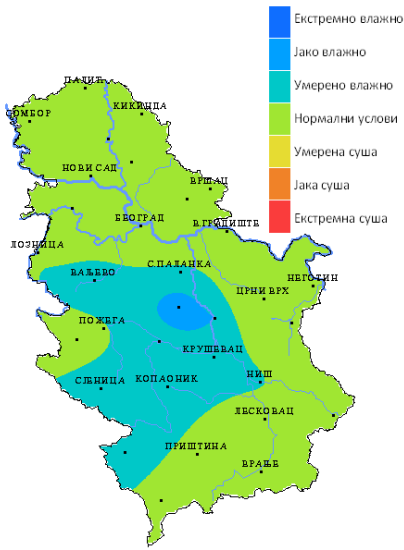 Екстремно влажно
Јако влажно
Умерено влажно
Нормални услови
Умерена суша
Јака суша
Екстремна суша
ПАЛИЋ
СОМБОР
КИКИНДА
НОВИ САД
ВРШАЦ
БЕОГРАД
В.ГРАДИШТЕ
ЛОЗНИЦА
ВАЉЕВО
С.ПАЛАНКА
НЕГОТИН
ЦРНИ ВРХ
ПОЖЕГА
КРУШЕВАЦ
СЈЕНИЦА
КОПАОНИК
НИШ
ЛЕСКОВАЦ
ПРИШТИНА
ВРАЊЕ